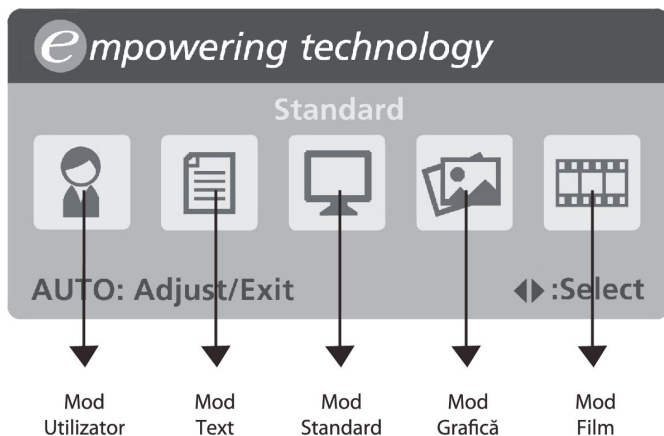 empowering technology
Standard
AUTO: Adjust/Exit
:Select
Mod Utilizator
Mod Text
Mod Standard
Mod Grafică
Mod Film